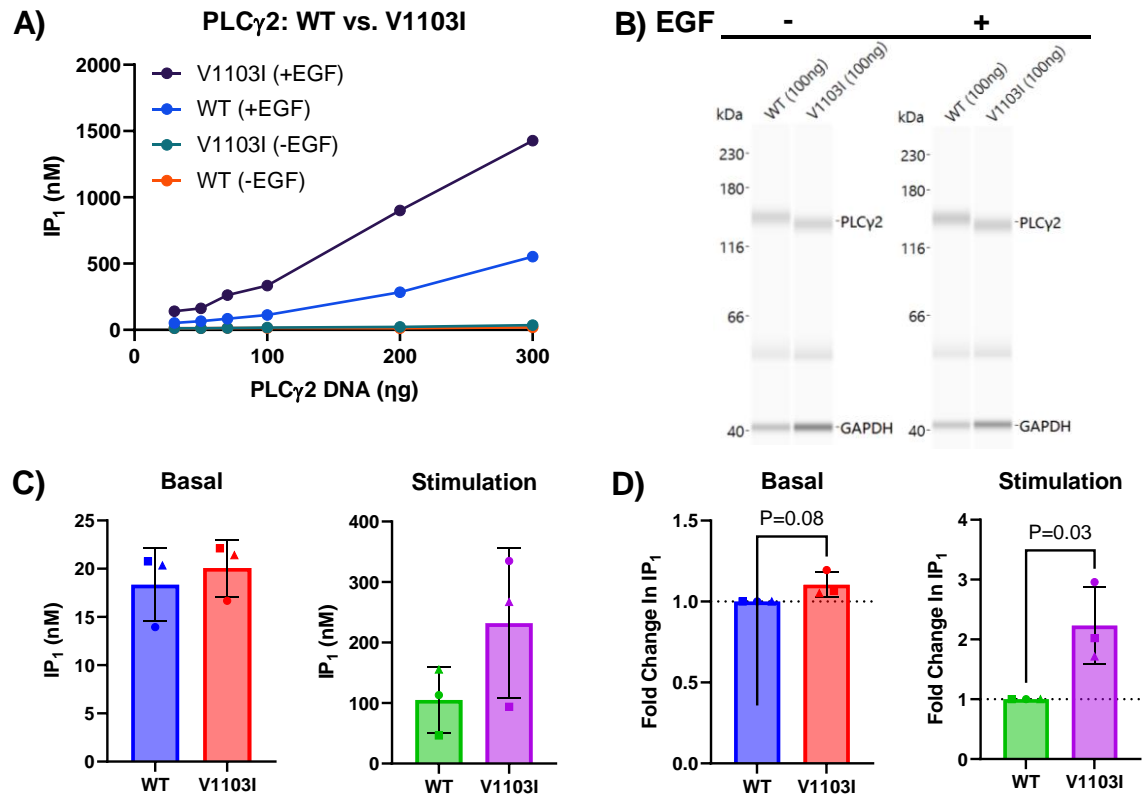 A)
PLCγ2: WT vs. V1103I
2000
1500
1000
500
0
IP1 (nM)
V1103I (+EGF)
WT (+EGF)
V1103I (-EGF)
WT (-EGF)
0 100 200 300
PLCγ2 DNA (ηg)
B) EGF - +
kDa WT (100ng) V1103I (100ng) kDa WT (100ng) V1103I (100ng)
230- 230-
180- 180-
-PLCγ2 -PLCγ2
116- 116-
66- 66-
40- -GAPDH 40- -GAPDH
C)
Basal
25
20
15
10
5
0
IP1 (nM)
WT V1103I
Stimulation
400
300
200
100
0
IP1 (nM)
WT V1103I
D)
Basal
P=0.08
1.5
1.0
0.5
0.0
Fold Change In IP1
WT V1103I
Stimulation
P=0.03
4
3
2
1
0
Fold Change In IP1
WT V1103I